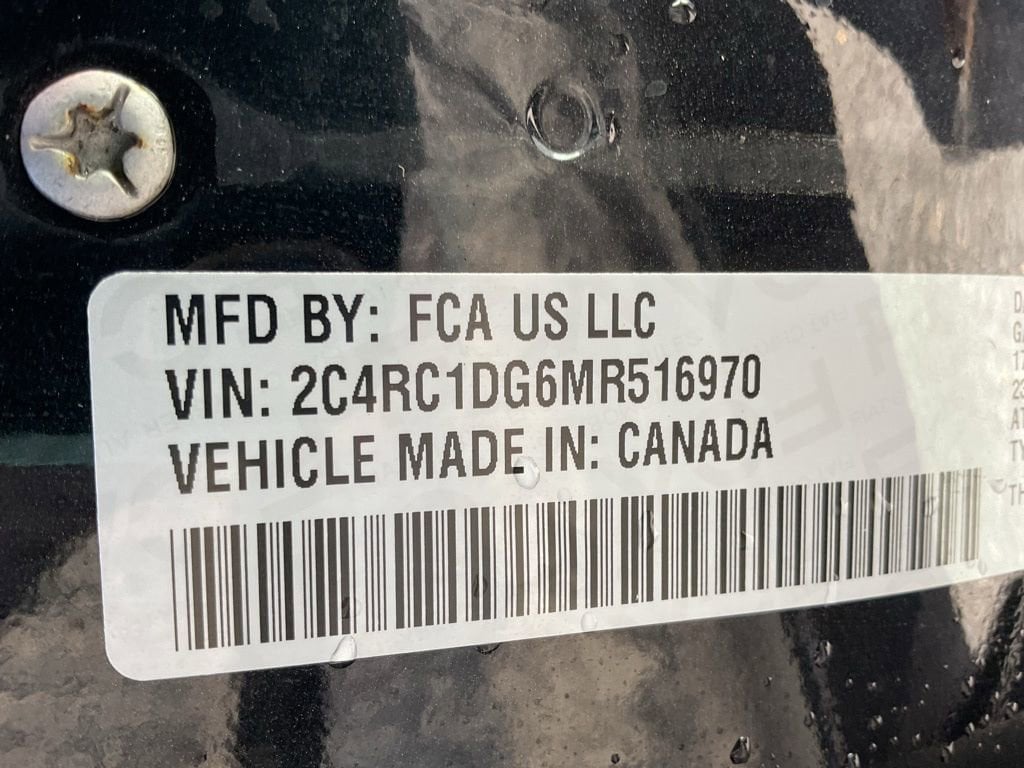 MFD BY: FCA US LLC
VIN: 2C4RC1DG6MR516970
VEHICLE MADE IN: CANADA